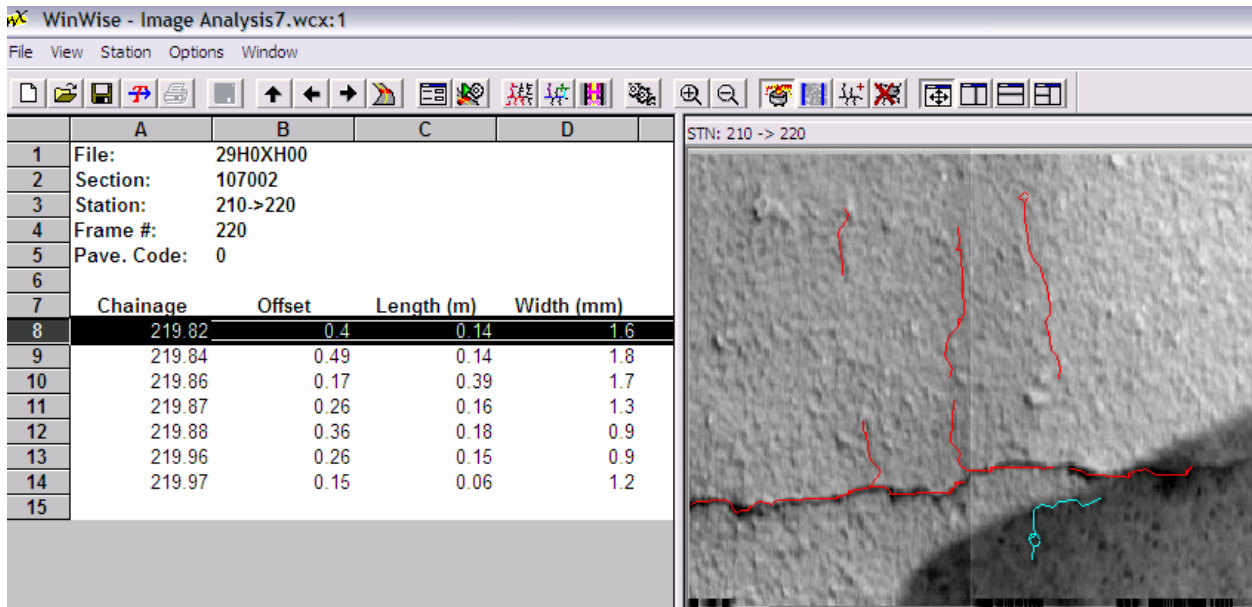 WinWise - Image Analysis7.wcx:1
File View Station Options Window
A B C D
STN: 210 -> 220
1 File: 29H0XH00
2 Section: 107002
3 Station: 210->220
4 Frame #: 220
5 Pave. Code: 0
6
7 Chainage Offset Length (m) Width (mm)
8 219.82 0.4 0.14 1.6
9 219.84 0.49 0.14 1.8
10 219.86 0.17 0.39 1.7
11 219.87 0.26 0.16 1.3
12 219.88 0.36 0.18 0.9
13 219.96 0.26 0.15 0.9
14 219.97 0.15 0.06 1.2
15